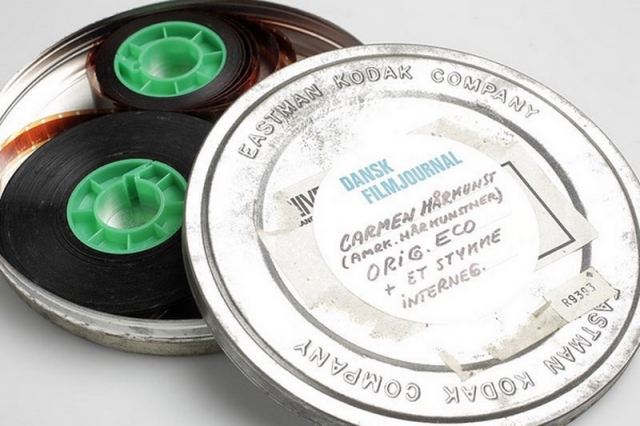 EASTMAN KODAK COMPANY
DANSK
FILMJOURNAL
CARMEN HÅRKUNST
(AMRK. HÅRKUNSTNER)
ORIG. ECO
+ ET STYKKE
INTERNEG.
R9303
EASTMAN KODAK COMPANY